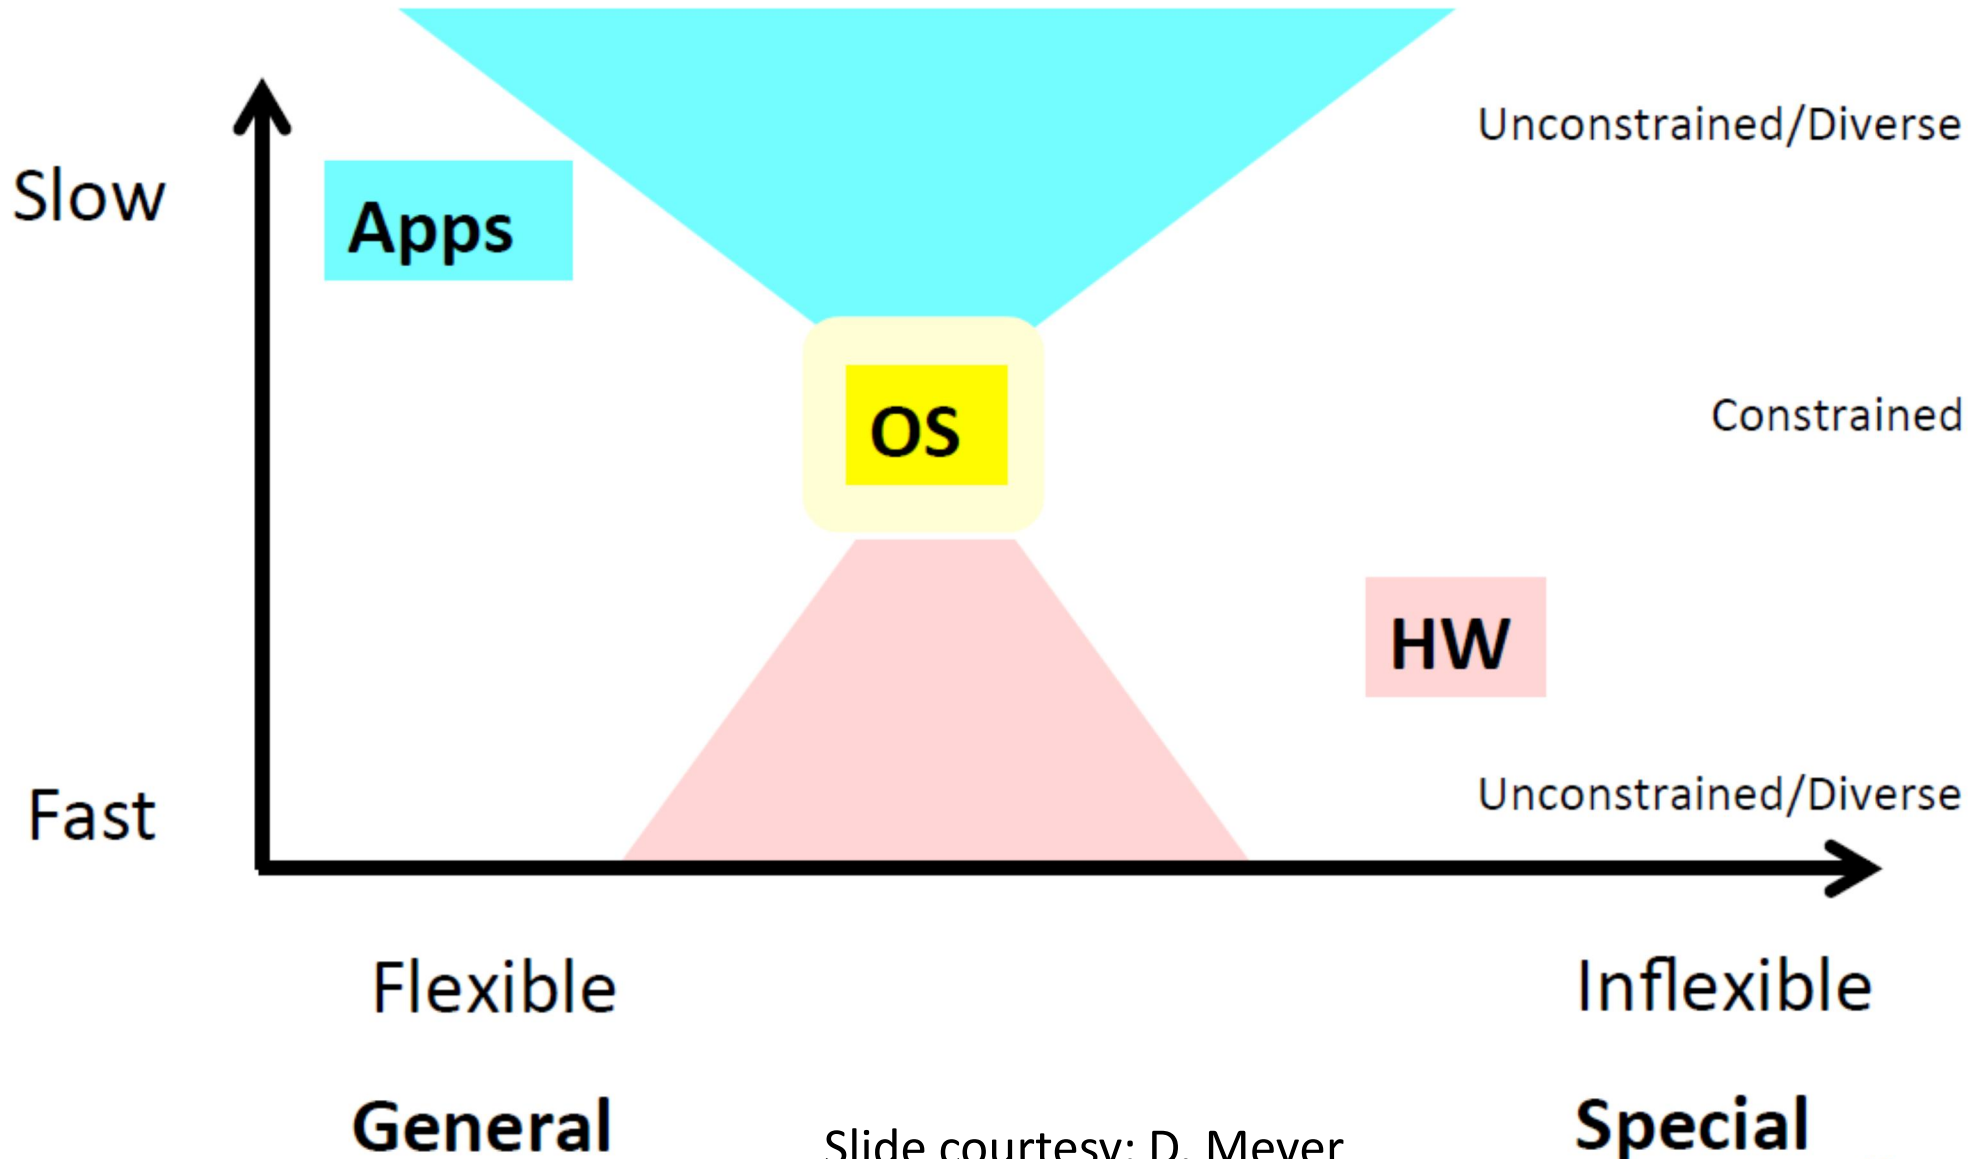 Unconstrained/Diverse
Slow
Apps
OS
Constrained
HW
Fast
Unconstrained/Diverse
Flexible
Inflexible
General
Special
Slide courtesy: D. Meyer